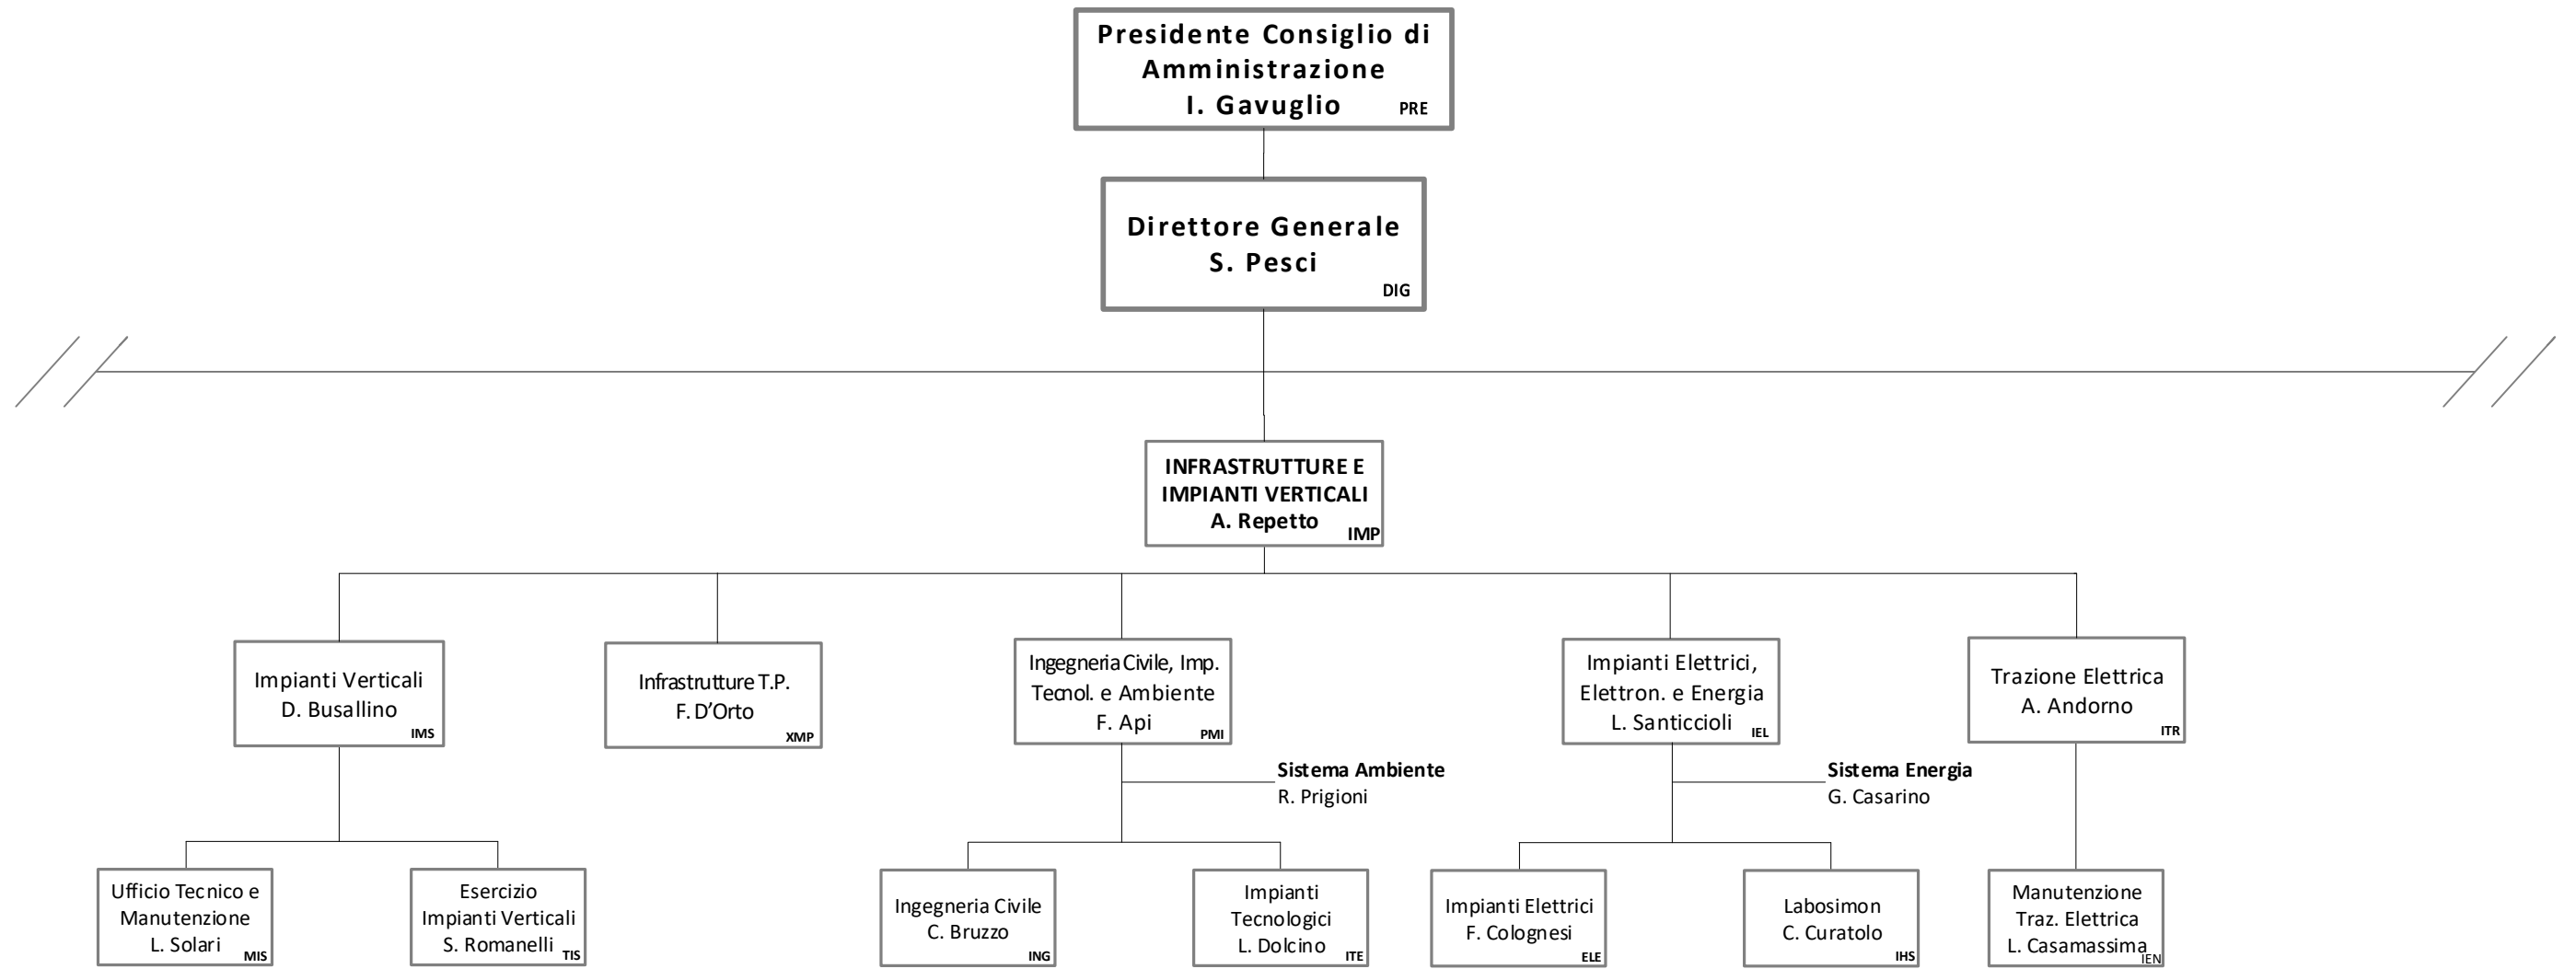 Presidente Consiglio di
Amministrazione
I. Gavuglio PRE
Direttore Generale
S. Pesci
DIG
INFRASTRUTTURE E
IMPIANTI VERTICALI
A. Repetto IMP
Impianti Verticali
D. Busallino
IMS
Infrastrutture T.P.
F. D'Orto
XMP
Ingegneria Civile, Imp.
Tecnol. e Ambiente
F. Api PMI
Impianti Elettrici,
Elettron. e Energia
L. Santiccioli IEL
Trazione Elettrica
A. Andorno
ITR
Sistema Ambiente
R. Prigioni
Sistema Energia
G. Casarino
Ufficio Tecnico e
Manutenzione
L. Solari MIS
Esercizio
Impianti Verticali
S. Romanelli TIS
Ingegneria Civile
C. Bruzzo
ING
Impianti
Tecnologici
L. Dolcino ITE
Impianti Elettrici
F. Colognesi
ELE
Labosimon
C. Curatolo
IHS
Manutenzione
Traz. Elettrica
L. Casamassima IEN